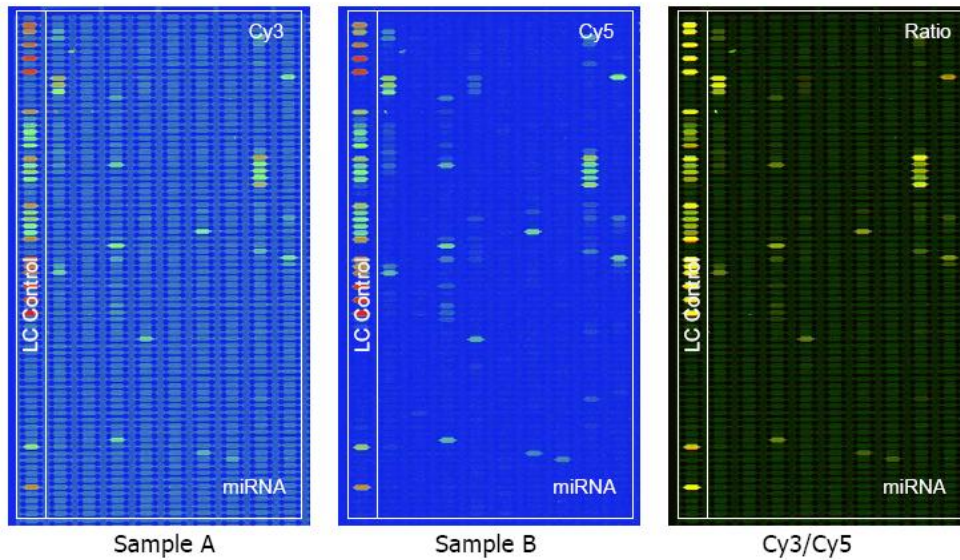 Cy3
LC Control
miRNA
Sample A
Cy5
LC Control
miRNA
Sample B
Ratio
LC Control
miRNA
Cy3/Cy5